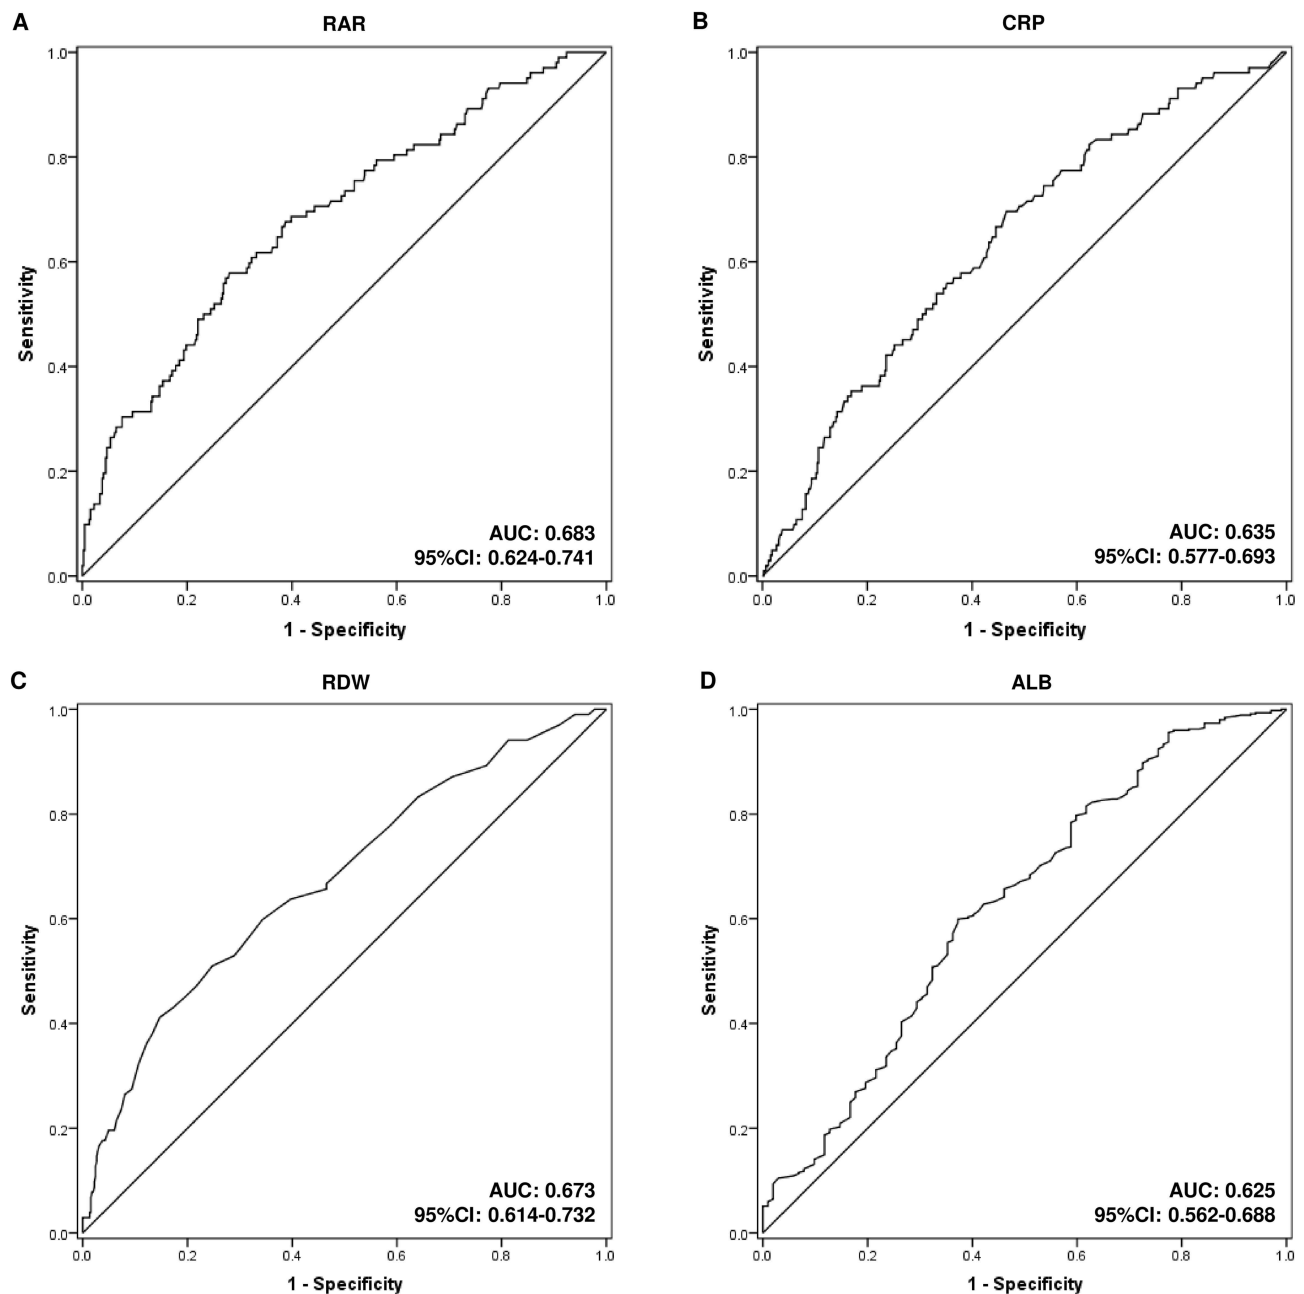 A
RAR
1.0
0.8
0.6
0.4
0.2
0.0
Sensitivity
AUC: 0.683
95%CI: 0.624-0.741
0.0 0.2 0.4 0.6 0.8 1.0
1 - Specificity
B
CRP
1.0
0.8
0.6
0.4
0.2
0.0
Sensitivity
AUC: 0.635
95%CI: 0.577-0.693
0.0 0.2 0.4 0.6 0.8 1.0
1 - Specificity
C
RDW
1.0
0.8
0.6
0.4
0.2
0.0
Sensitivity
AUC: 0.673
95%CI: 0.614-0.732
0.0 0.2 0.4 0.6 0.8 1.0
1 - Specificity
D
ALB
1.0
0.8
0.6
0.4
0.2
0.0
Sensitivity
AUC: 0.625
95%CI: 0.562-0.688
0.0 0.2 0.4 0.6 0.8 1.0
1 - Specificity